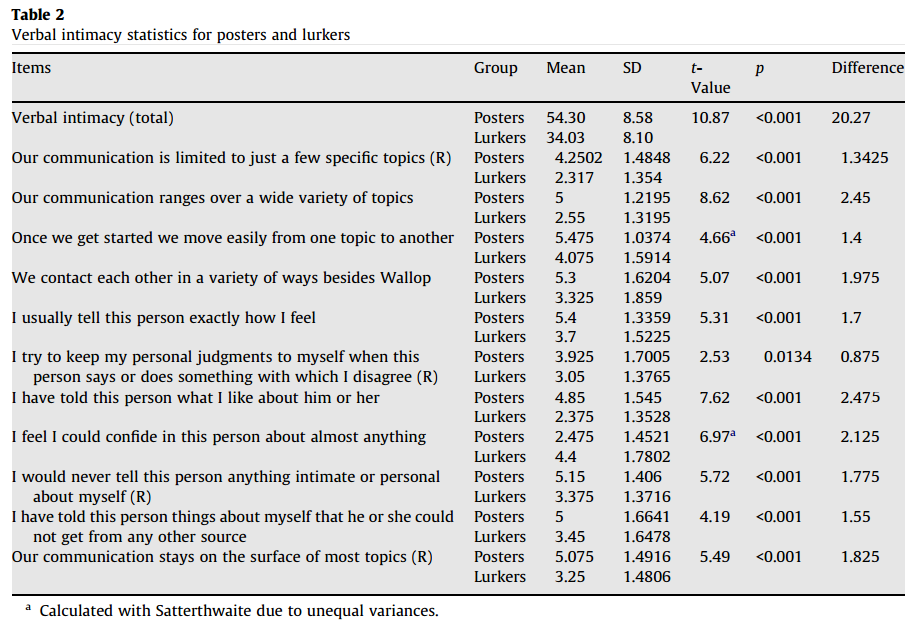 Table 2
Verbal intimacy statistics for posters and lurkers
Items Group Mean SD t- p Difference
Value
Verbal intimacy (total) Posters 54.30 8.58 10.87 <0.001 20.27
Lurkers 34.03 8.10
Our communication is limited to just a few specific topics (R) Posters 4.2502 1.4848 6.22 <0.001 1.3425
Lurkers 2.317 1.354
Our communication ranges over a wide variety of topics Posters 5 1.2195 8.62 <0.001 2.45
Lurkers 2.55 1.3195
Once we get started we move easily from one topic to another Posters 5.475 1.0374 4.66a <0.001 1.4
Lurkers 4.075 1.5914
We contact each other in a variety of ways besides Wallop Posters 5.3 1.6204 5.07 <0.001 1.975
Lurkers 3.325 1.859
I usually tell this person exactly how I feel Posters 5.4 1.3359 5.31 <0.001 1.7
Lurkers 3.7 1.5225
I try to keep my personal judgments to myself when this Posters 3.925 1.7005 2.53 0.0134 0.875
person says or does something with which I disagree (R) Lurkers 3.05 1.3765
I have told this person what I like about him or her Posters 4.85 1.545 7.62 <0.001 2.475
Lurkers 2.375 1.3528
I feel I could confide in this person about almost anything Posters 2.475 1.4521 6.97a <0.001 2.125
Lurkers 4.4 1.7802
I would never tell this person anything intimate or personal Posters 5.15 1.406 5.72 <0.001 1.775
about myself (R) Lurkers 3.375 1.3716
I have told this person things about myself that he or she could Posters 5 1.6641 4.19 <0.001 1.55
not get from any other source Lurkers 3.45 1.6478
Our communication stays on the surface of most topics (R) Posters 5.075 1.4916 5.49 <0.001 1.825
Lurkers 3.25 1.4806
a Calculated with Satterthwaite due to unequal variances.